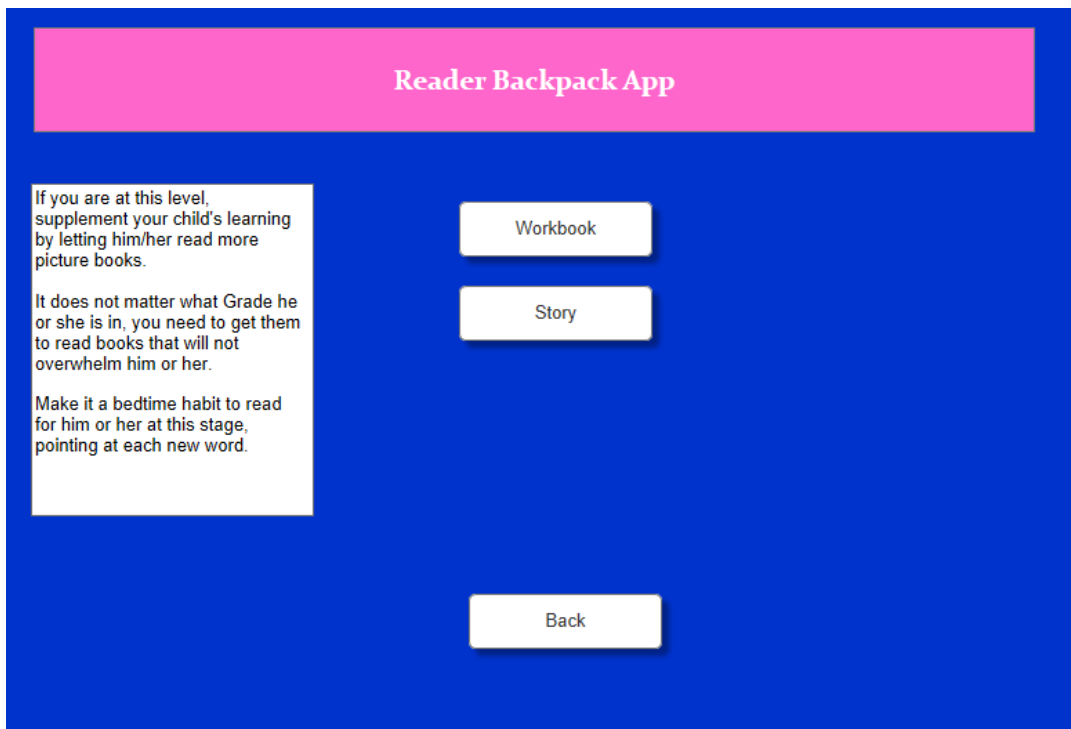 Reader Backpack App
If you are at this level,
supplement your child's learning
by letting him/her read more
picture books.
It does not matter what Grade he
or she is in, you need to get them
to read books that will not
overwhelm him or her.
Make it a bedtime habit to read
for him or her at this stage,
pointing at each new word.
Workbook
Story
Back